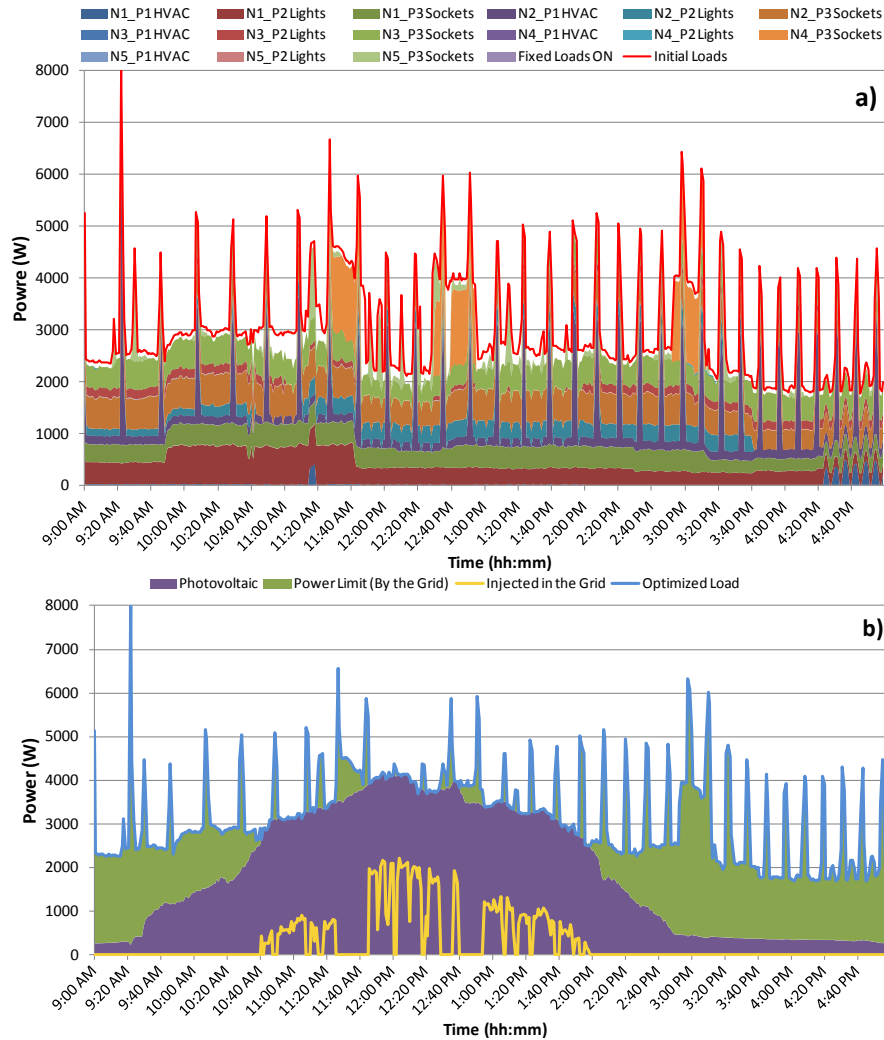 N1_P1 HVAC N1_P2 Lights N1_P3 Sockets N2_P1 HVAC N2_P2 Lights N2_P3 Sockets
N3_P1 HVAC N3_P2 Lights N3_P3 Sockets N4_P1 HVAC N4_P2 Lights N4_P3 Sockets
N5_P1 HVAC N5_P2 Lights N5_P3 Sockets Fixed Loads ON Initial Loads
a)
8000
7000
6000
5000
4000
3000
2000
1000
0
Powre (W)
9:00 AM 9:20 AM 9:40 AM 10:00 AM 10:20 AM 10:40 AM 11:00 AM 11:20 AM 11:40 AM 12:00 PM 12:20 PM 12:40 PM 1:00 PM 1:20 PM 1:40 PM 2:00 PM 2:20 PM 2:40 PM 3:00 PM 3:20 PM 3:40 PM 4:00 PM 4:20 PM 4:40 PM
Time (hh:mm)
Photovoltaic Power Limit (By the Grid) Injected in the Grid Optimized Load
b)
8000
7000
6000
5000
4000
3000
2000
1000
0
Power (W)
9:00 AM 9:20 AM 9:40 AM 10:00 AM 10:20 AM 10:40 AM 11:00 AM 11:20 AM 11:40 AM 12:00 PM 12:20 PM 12:40 PM 1:00 PM 1:20 PM 1:40 PM 2:00 PM 2:20 PM 2:40 PM 3:00 PM 3:20 PM 3:40 PM 4:00 PM 4:20 PM 4:40 PM
Time (hh:mm)